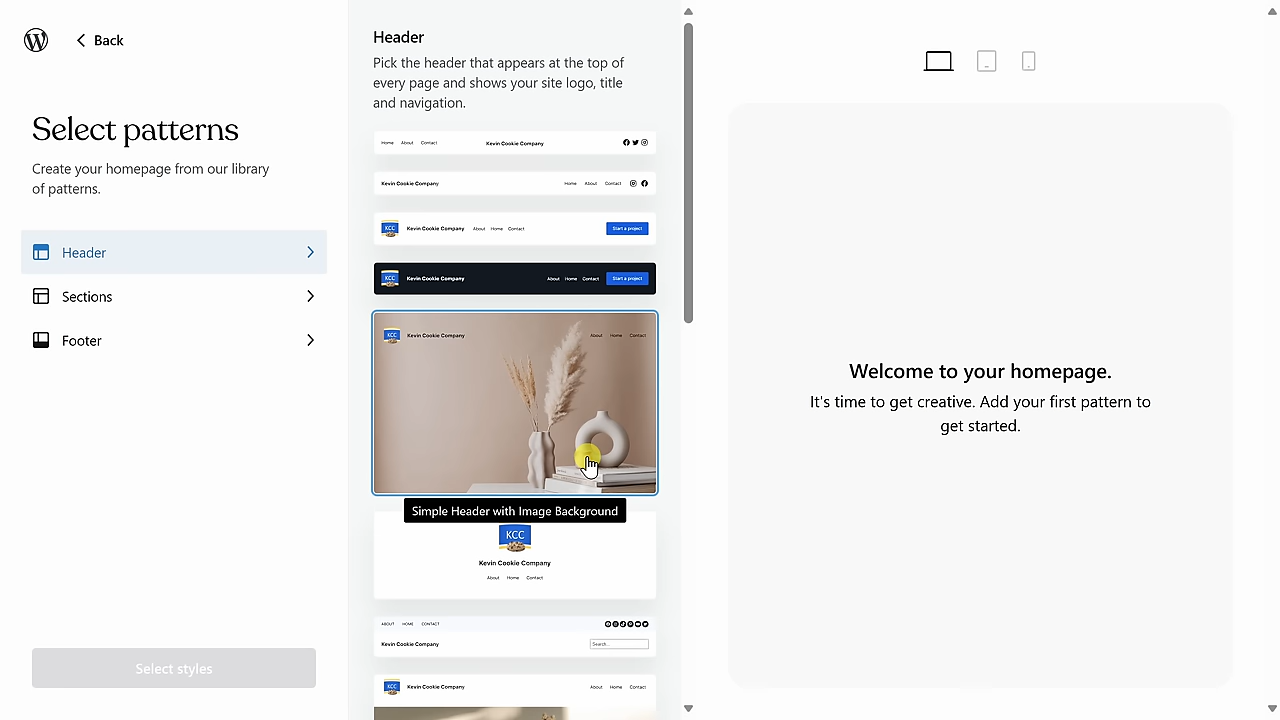 Back
Select patterns
Create your homepage from our library
of patterns.
Header
Sections
Footer
Select styles
Header
Pick the header that appears at the top of
every page and shows your site logo, title
and navigation.
Home About Contact Kevin Cookie Company
Kevin Cookie Company Home About Contact
KCC Kevin Cookie Company About Home Contact Start a project
KCC Kevin Cookie Company About Home Contact Start a project
KCC Kevin Cookie Company About Home Contact
Simple Header with Image Background
KCC
Kevin Cookie Company
About Home Contact
ABOUT HOME CONTACT
Kevin Cookie Company Search...
KCC Kevin Cookie Company About Home Contact
Welcome to your homepage.
It's time to get creative. Add your first pattern to
get started.